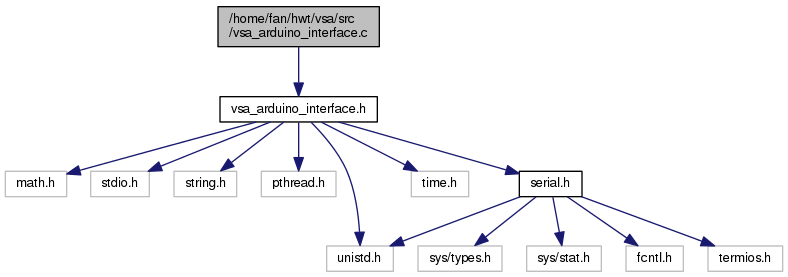 /home/fan/hwt/vsa/src
/vsa_arduino_interface.c
vsa_arduino_interface.h
math.h
stdio.h
string.h
pthread.h
time.h
serial.h
unistd.h
sys/types.h
sys/stat.h
fcntl.h
termios.h